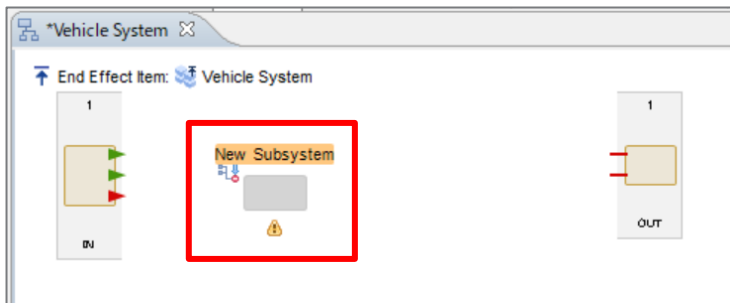 *Vehicle System
End Effect Item: Vehicle System
1
1
New Subsystem
IN
OUT